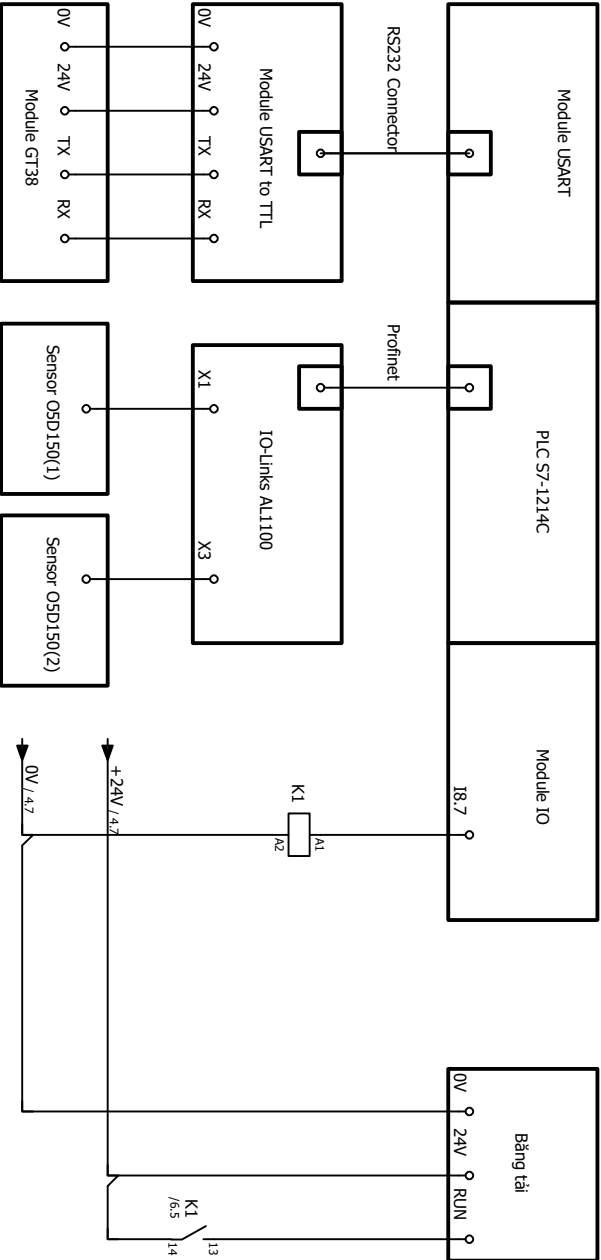 Module USART
PLC S7-1214C
Module IO
I8.7
Băng tải
0V
24V
RUN
RS232 Connector
Profinet
Module USART to TTL
0V
24V
TX
RX
IO-Links AL1100
X1
X3
K1
A1
A2
K1
/6.5
13
14
+24V / 4.7
0V / 4.7
0V
24V
TX
RX
Module GT38
Sensor O5D150(1)
Sensor O5D150(2)